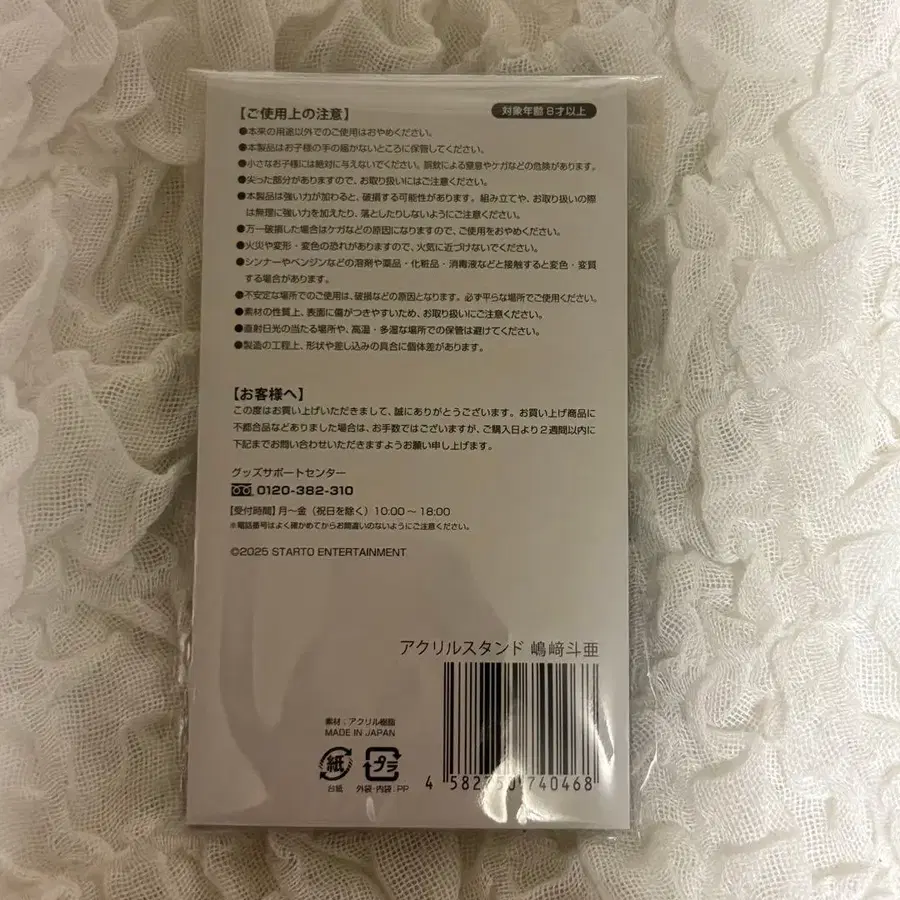 【ご使用上の注意】
対象年齢8才以上
●本来の用途以外でのご使用はおやめください。
●本製品はお子様の手の届かないところに保管してください。
●小さなお子様には絶対に与えないでください。誤飲による窒息やケガなどの危険があります。
●尖った部分がありますので、お取り扱いにはご注意ください。
●本製品は強い力が加わると、破損する可能性があります。組み立てや、お取り扱いの際
は無理に強い力を加えたり、落としたりしないようにご注意ください。
●万一破損した場合はケガなどの原因になりますので、ご使用をおやめください。
●火災や変形・変色の恐れがありますので、火気に近づけないでください。
●シンナーやベンジンなどの溶剤や薬品・化粧品・消毒液などと接触すると変色・変質
する場合があります。
●不安定な場所でのご使用は、破損などの原因となります。必ず平らな場所でご使用ください。
●素材の性質上、表面に傷がつきやすいため、お取り扱いにご注意ください。
●直射日光の当たる場所や、高温・多湿な場所での保管は避けてください。
●製造の工程上、形状や差し込みの具合に個体差があります。
【お客様へ】
この度はお買い上げいただきまして、誠にありがとうございます。お買い上げ商品に
不都合品などありました場合は、お手数ではございますが、ご購入日より2週間以内に
下記までお問い合わせいただきますようお願い申し上げます。
グッズサポートセンター
0120-382-310
【受付時間】月〜金（祝日を除く）10:00〜18:00
※電話番号はよく確かめてからお間違いのないようにご注意ください。
©2025 STARTO ENTERTAINMENT
アクリルスタンド 嶋﨑斗亜
素材：アクリル樹脂
MADE IN JAPAN
紙 プラ
台紙 外袋・内袋：PP